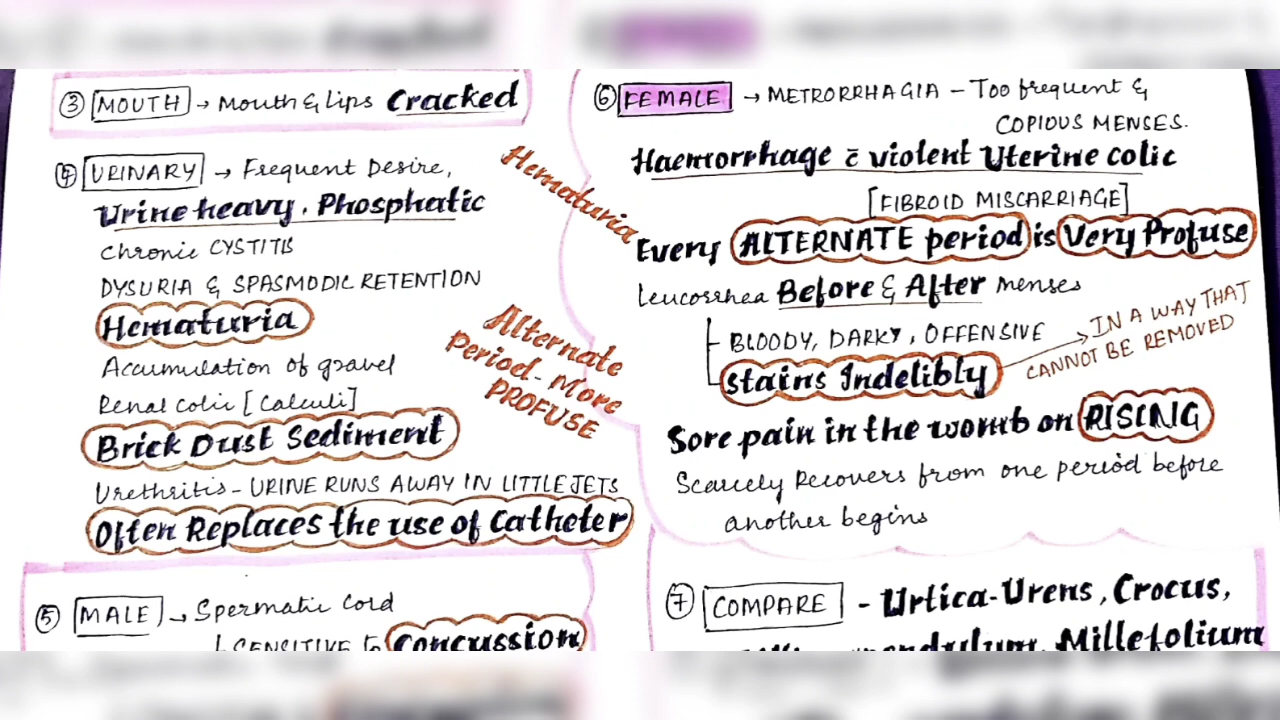 ③ MOUTH → Mouth & Lips Cracked
④ URINARY → Frequent Desire,
Urine heavy, Phosphatic
Chronic CYSTITIS
DYSURIA & SPASMODIC RETENTION
Hematuria
Accumulation of gravel
Renal colic [Calculi]
Brick Dust Sediment
Urethritis - URINE RUNS AWAY IN LITTLE JETS
Often Replaces the use of Catheter
⑤ MALE → Spermatic Cord
SENSITIVE to Concussion
Hematuria
Alternate
Period - More
PROFUSE
⑥ FEMALE → METRORRHAGIA - Too frequent &
COPIOUS MENSES.
Haemorrhage c̄ violent Uterine colic
[FIBROID MISCARRIAGE]
Every ALTERNATE period is Very Profuse
Leucorrhea Before & After menses
BLOODY, DARKY, OFFENSIVE
Stains Indelibly → IN A WAY THAT
CANNOT BE REMOVED
Sore pain in the womb on RISING
Scarcely Recovers from one period before
another begins
⑦ COMPARE - Urtica-Urens, Crocus,
Millefolium